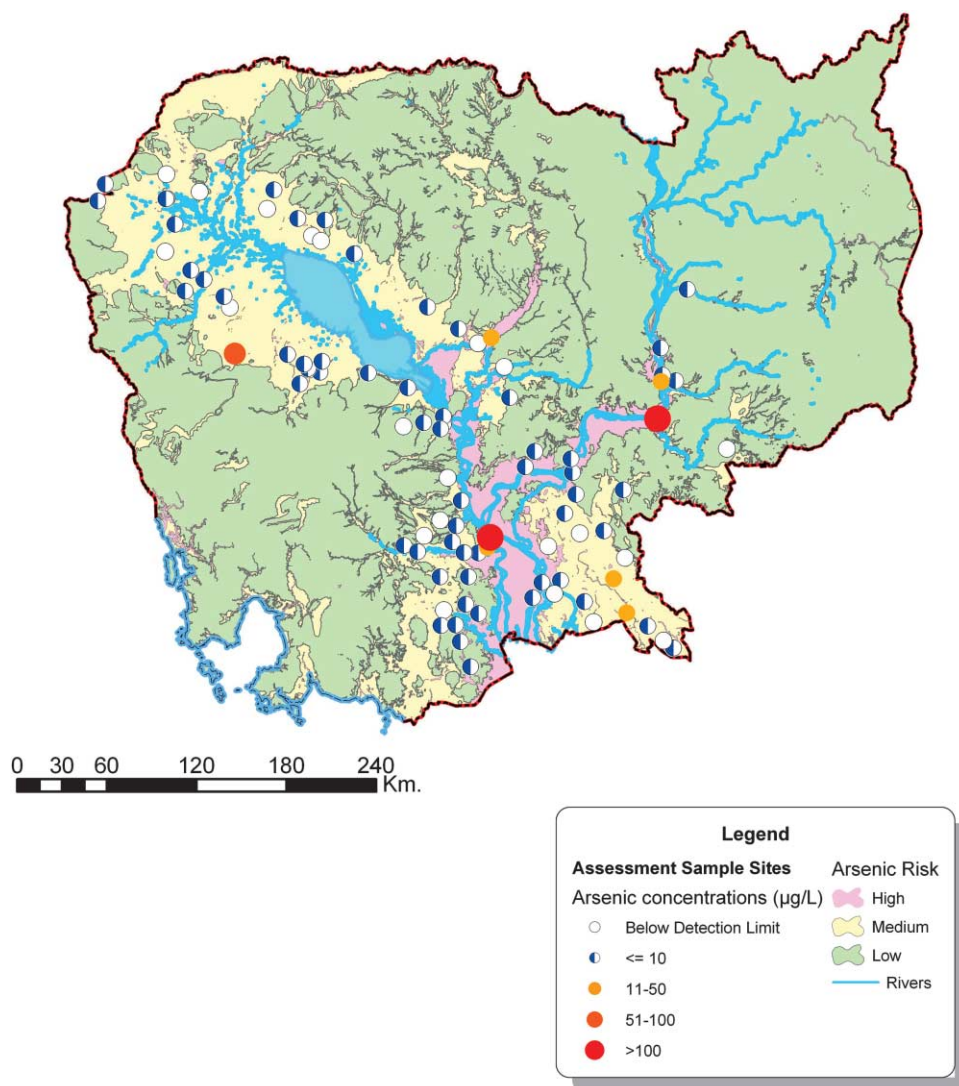 0 30 60 120 180 240
Km.
Legend
Assessment Sample Sites
Arsenic concentrations (µg/L)
Below Detection Limit
<= 10
11-50
51-100
>100
Arsenic Risk
High
Medium
Low
Rivers